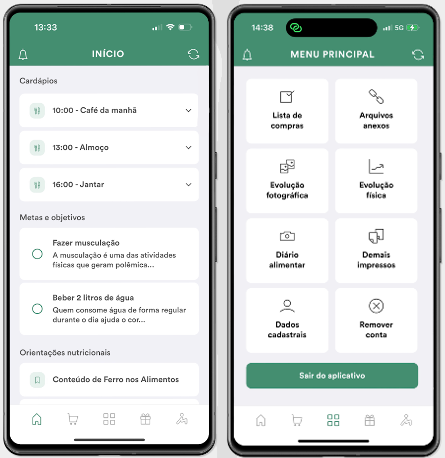 13:33
INÍCIO
Cardápios
10:00 - Café da manhã
13:00 - Almoço
16:00 - Jantar
Metas e objetivos
Fazer musculação
A musculação é uma das atividades
físicas que geram polêmica...
Beber 2 litros de água
Quem consome água de forma regular
durante o dia ajuda o cor...
Orientações nutricionais
Conteúdo de Ferro nos Alimentos
14:38
5G
MENU PRINCIPAL
Lista de
compras
Arquivos
anexos
Evolução
fotográfica
Evolução
física
Diário
alimentar
Demais
impressos
Dados
cadastrais
Remover
conta
Sair do aplicativo